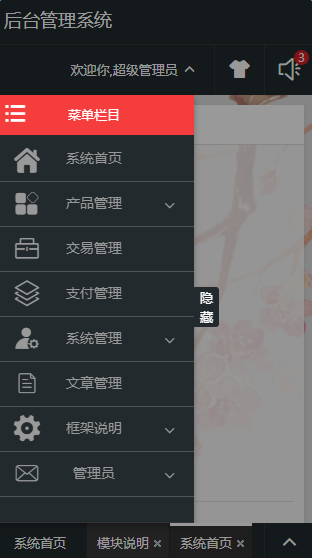 后台管理系统
欢迎你,超级管理员
3
菜单栏目
系统首页
产品管理
交易管理
支付管理
隐
藏
系统管理
文章管理
框架说明
管理员
系统首页 模块说明 × 系统首页 ×